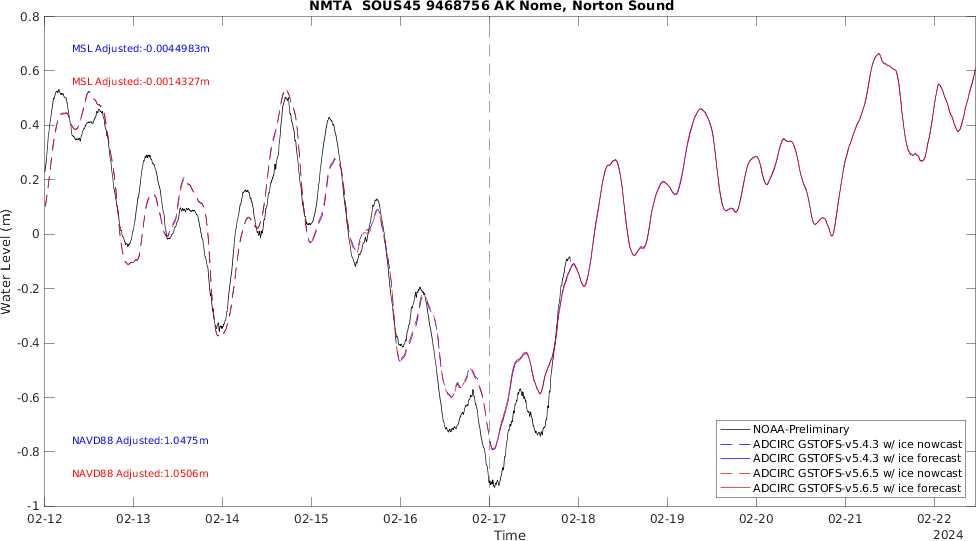 NMTA SOUS45 9468756 AK Nome, Norton Sound
0.8
0.6
0.4
0.2
0
-0.2
-0.4
-0.6
-0.8
-1
Water Level (m)
MSL Adjusted:-0.0044983m
MSL Adjusted:-0.0014327m
NAVD88 Adjusted:1.0475m
NAVD88 Adjusted:1.0506m
NOAA-Preliminary
ADCIRC GSTOFS-v5.4.3 w/ ice nowcast
ADCIRC GSTOFS-v5.4.3 w/ ice forecast
ADCIRC GSTOFS-v5.6.5 w/ ice nowcast
ADCIRC GSTOFS-v5.6.5 w/ ice forecast
02-12 02-13 02-14 02-15 02-16 02-17 02-18 02-19 02-20 02-21 02-22
Time
2024